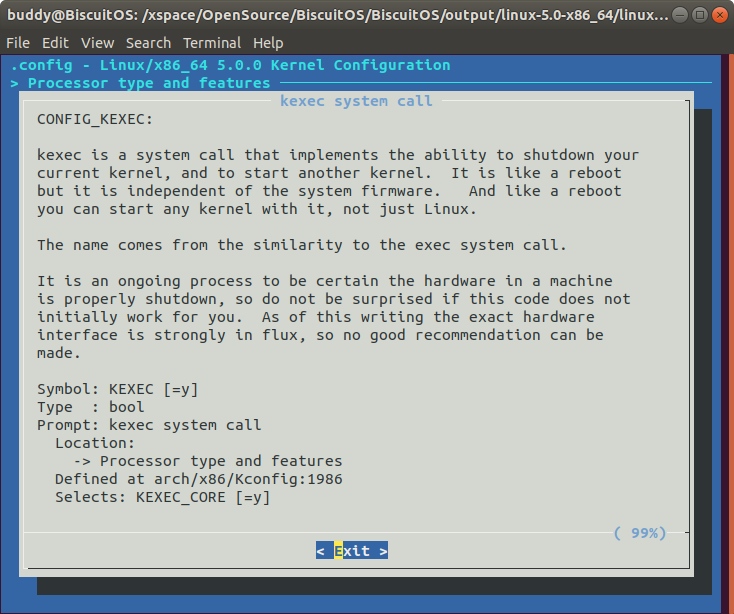 buddy@BiscuitOS: /xspace/OpenSource/BiscuitOS/BiscuitOS/output/linux-5.0-x86_64/linux...
File Edit View Search Terminal Help
.config - Linux/x86_64 5.0.0 Kernel Configuration
> Processor type and features
kexec system call
CONFIG_KEXEC:
kexec is a system call that implements the ability to shutdown your
current kernel, and to start another kernel.  It is like a reboot
but it is independent of the system firmware.   And like a reboot
you can start any kernel with it, not just Linux.
The name comes from the similarity to the exec system call.
It is an ongoing process to be certain the hardware in a machine
is properly shutdown, so do not be surprised if this code does not
initially work for you.  As of this writing the exact hardware
interface is strongly in flux, so no good recommendation can be
made.
Symbol: KEXEC [=y]
Type  : bool
Prompt: kexec system call
Location:
-> Processor type and features
Defined at arch/x86/Kconfig:1986
Selects: KEXEC_CORE [=y]
( 99%)
< Exit >